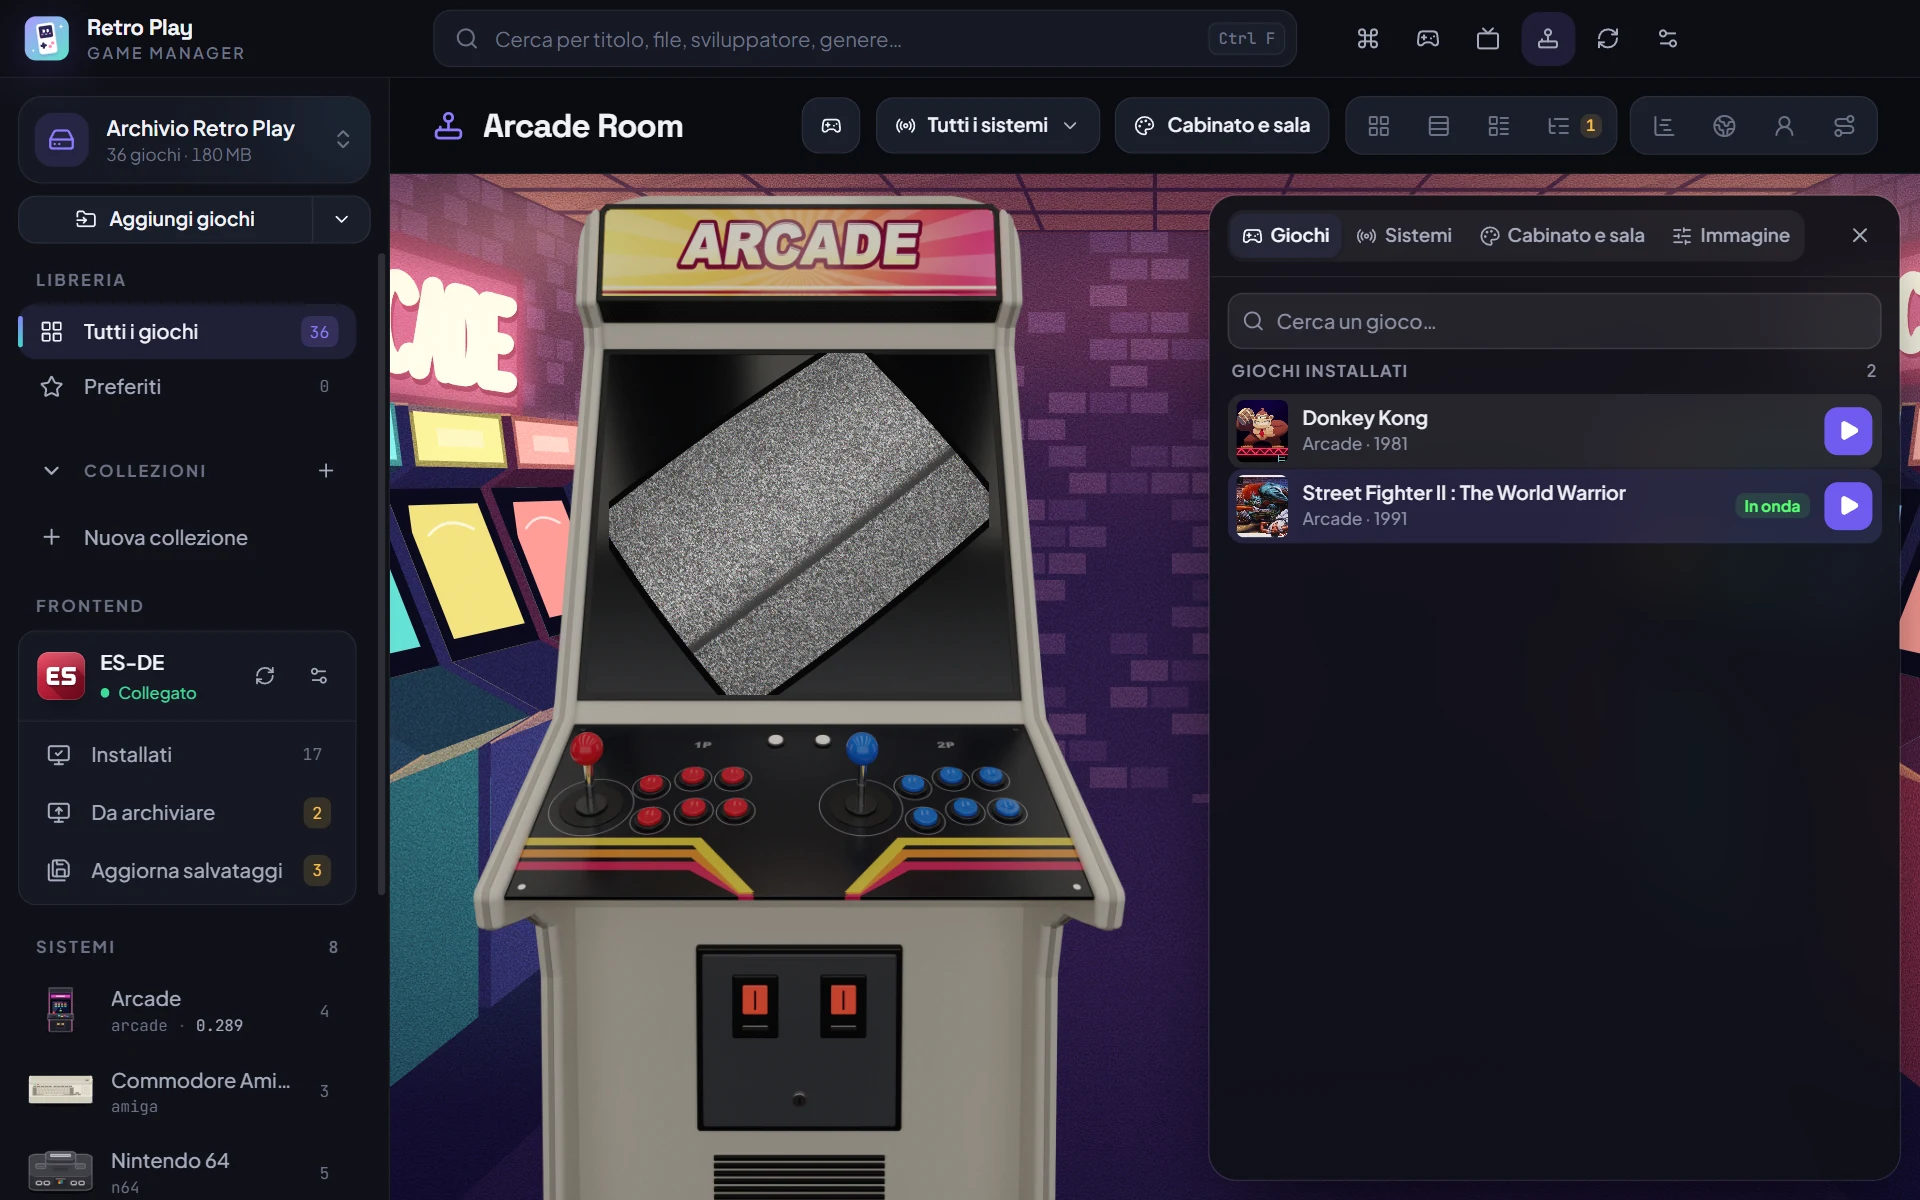 Retro Play
GAME MANAGER
Cerca per titolo, file, sviluppatore, genere...
Ctrl F
Archivio Retro Play
36 giochi · 180 MB
Aggiungi giochi
LIBRERIA
Tutti i giochi
36
Preferiti
0
COLLEZIONI
Nuova collezione
FRONTEND
ES
ES-DE
Collegato
Installati
17
Da archiviare
2
Aggiorna salvataggi
3
SISTEMI
8
Arcade
arcade · 0.289
4
Commodore Ami...
amiga
3
Nintendo 64
n64
5
Arcade Room
Tutti i sistemi
Cabinato e sala
1
ARCADE
CADE
1P
2P
Giochi
Sistemi
Cabinato e sala
Immagine
Cerca un gioco...
GIOCHI INSTALLATI
2
Donkey Kong
Arcade · 1981
Street Fighter II : The World Warrior
Arcade · 1991
In onda